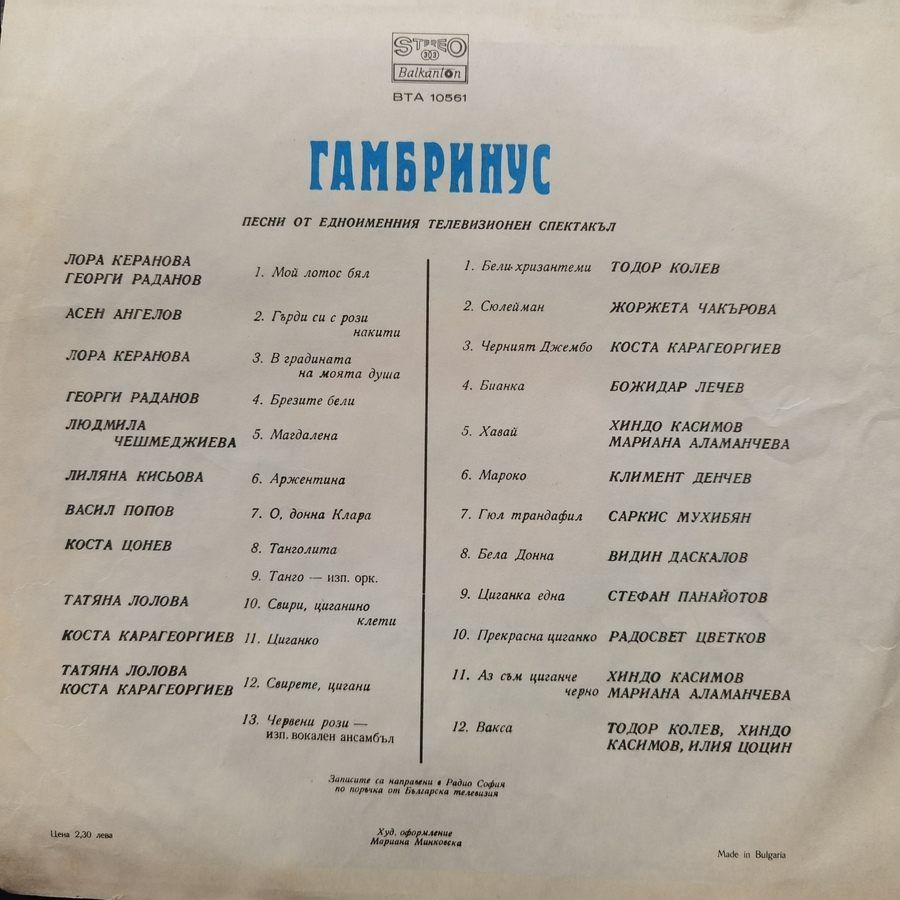 STEREO
33
Balkanton
ВТА 10561
ГАМБРИНУС
ПЕСНИ ОТ ЕДНОИМЕННИЯ ТЕЛЕВИЗИОНЕН СПЕКТАКЪЛ
ЛОРА КЕРАНОВА
ГЕОРГИ РАДАНОВ 1. Мой лотос бял
АСЕН АНГЕЛОВ 2. Гърди си с рози
накити
ЛОРА КЕРАНОВА 3. В градината
на моята душа
ГЕОРГИ РАДАНОВ 4. Брезите бели
ЛЮДМИЛА
ЧЕШМЕДЖИЕВА 5. Магдалена
ЛИЛЯНА КИСЬОВА 6. Аржентина
ВАСИЛ ПОПОВ 7. О, донна Клара
КОСТА ЦОНЕВ 8. Танголита
9. Танго — изп. орк.
ТАТЯНА ЛОЛОВА 10. Свири, циганино
клети
КОСТА КАРАГЕОРГИЕВ 11. Циганко
ТАТЯНА ЛОЛОВА
КОСТА КАРАГЕОРГИЕВ 12. Свирете, цигани
13. Червени рози —
изп. вокален ансамбъл
1. Бели хризантеми ТОДОР КОЛЕВ
2. Сюлейман ЖОРЖЕТА ЧАКЪРОВА
3. Черният Джембо КОСТА КАРАГЕОРГИЕВ
4. Бианка БОЖИДАР ЛЕЧЕВ
5. Хавай ХИНДО КАСИМОВ
МАРИАНА АЛАМАНЧЕВА
6. Мароко КЛИМЕНТ ДЕНЧЕВ
7. Гюл трандафил САРКИС МУХИБЯН
8. Бела Донна ВИДИН ДАСКАЛОВ
9. Циганка една СТЕФАН ПАНАЙОТОВ
10. Прекрасна циганко РАДОСВЕТ ЦВЕТКОВ
11. Аз съм циганче ХИНДО КАСИМОВ
черно МАРИАНА АЛАМАНЧЕВА
12. Вакса ТОДОР КОЛЕВ, ХИНДО
КАСИМОВ, ИЛИЯ ЦОЦИН
Записите са направени в Радио София
по поръчка от Българска телевизия
Цена 2,30 лева
Худ. оформление
Мариана Минковска
Made in Bulgaria